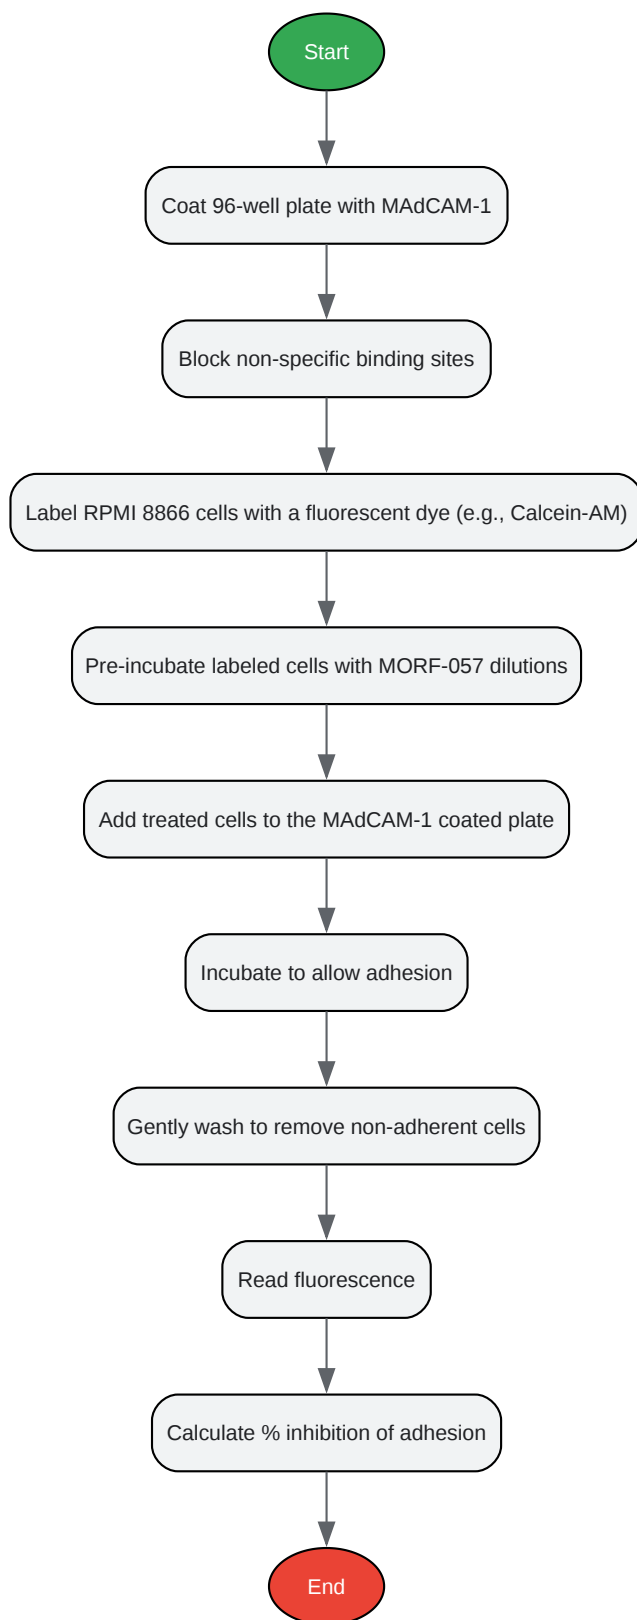 Start
Coat 96-well plate with MAdCAM-1
Block non-specific binding sites
Label RPMI 8866 cells with a fluorescent dye (e.g., Calcein-AM)
Pre-incubate labeled cells with MORF-057 dilutions
Add treated cells to the MAdCAM-1 coated plate
Incubate to allow adhesion
Gently wash to remove non-adherent cells
Read fluorescence
Calculate % inhibition of adhesion
End